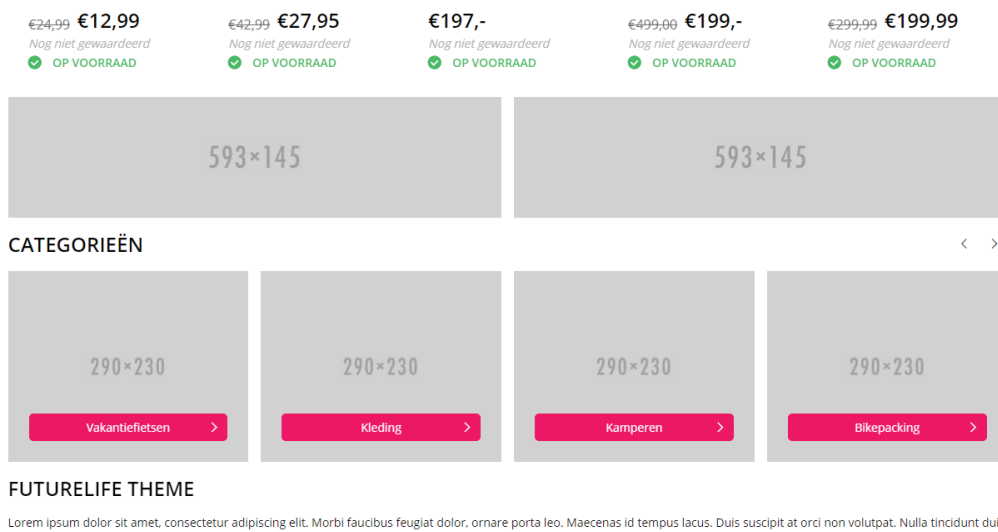 €24,99 €12,99 €42,99 €27,95 €197,- €499,00 €199,- €299,99 €199,99
Nog niet gewaardeerd Nog niet gewaardeerd Nog niet gewaardeerd Nog niet gewaardeerd Nog niet gewaardeerd
OP VOORRAAD OP VOORRAAD OP VOORRAAD OP VOORRAAD OP VOORRAAD
593×145 593×145
CATEGORIEËN
290×230 290×230 290×230 290×230
Vakantiefietsen Kleding Kamperen Bikepacking
FUTURELIFE THEME
Lorem ipsum dolor sit amet, consectetur adipiscing elit. Morbi faucibus feugiat dolor, ornare porta leo. Maecenas id tempus lacus. Duis suscipit at orci non volutpat. Nulla tincidunt dui